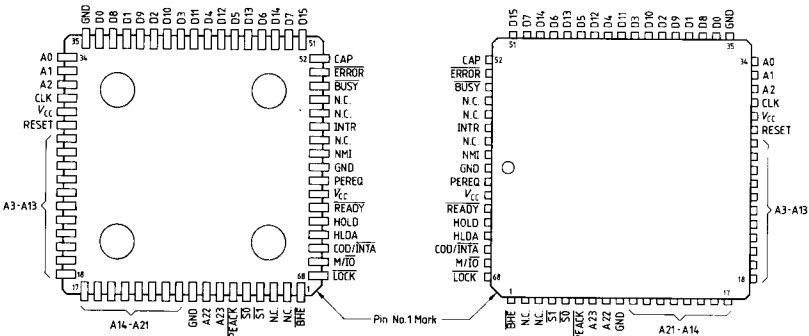 GND D0 D8 D1 D9 D2 D10 D3 D11 D4 D12 D5 D13 D6 D14 D7 D15
35 51
A0 34
A1
A2
CLK
VCC
RESET
A3-A13
18
17
52 CAP
ERROR
BUSY
N.C.
N.C.
INTR
N.C.
NMI
GND
PEREQ
VCC
READY
HOLD
HLDA
COD/INTA
M/IO
68 LOCK
1
A14-A21
GND A22 A23 PEACK S0 S1 N.C. N.C. BHE
Pin No.1 Mark
D15 D7 D14 D6 D13 D5 D12 D4 D11 D3 D10 D2 D9 D1 D8 D0 GND
51 35
CAP 52
ERROR
BUSY
N.C.
N.C.
INTR
N.C.
NMI
GND
PEREQ
VCC
READY
HOLD
HLDA
COD/INTA
M/IO
LOCK 68
34 A0
A1
A2
CLK
VCC
RESET
A3-A13
18
1 17
BHE N.C. N.C. S1 S0 PEACK A23 A22 GND
A21-A14